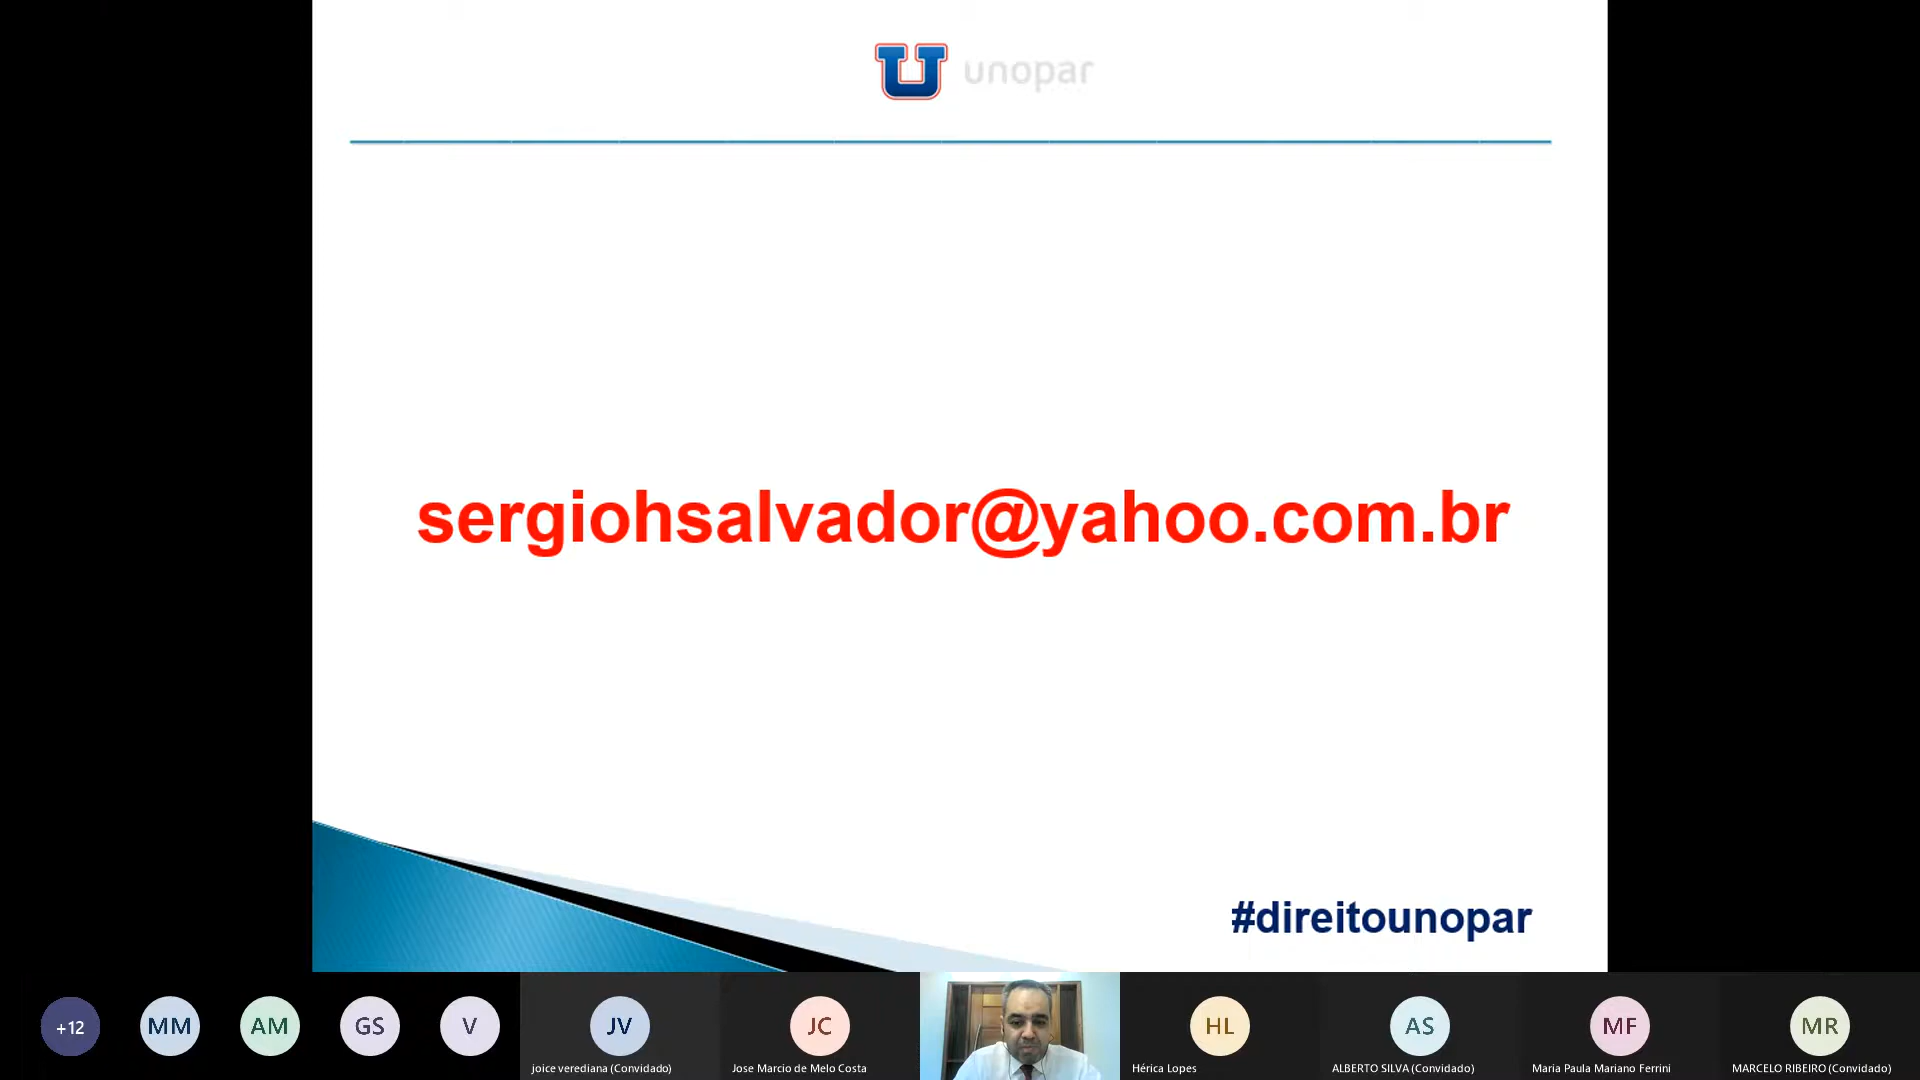 unopar
sergiohsalvador@yahoo.com.br
#direitounopar
+12
MM
AM
GS
V
JV
JC
HL
AS
MF
MR
joice verediana (Convidado)
Jose Marcio de Melo Costa
Hérica Lopes
ALBERTO SILVA (Convidado)
Maria Paula Mariano Ferrini
MARCELO RIBEIRO (Convidado)